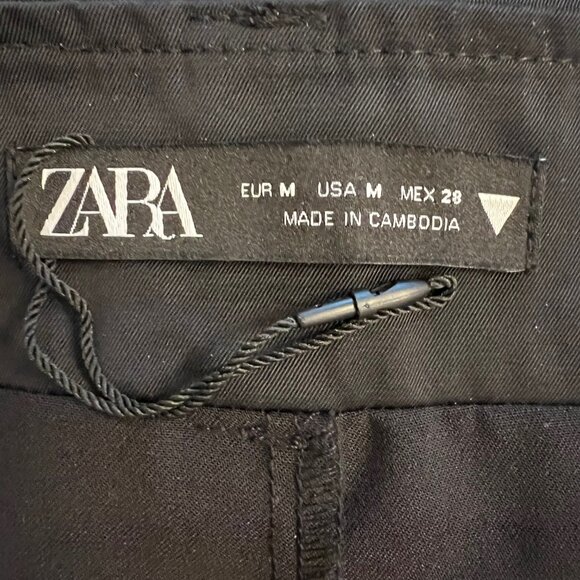 ZARA
EUR M USA M MEX 28
MADE IN CAMBODIA